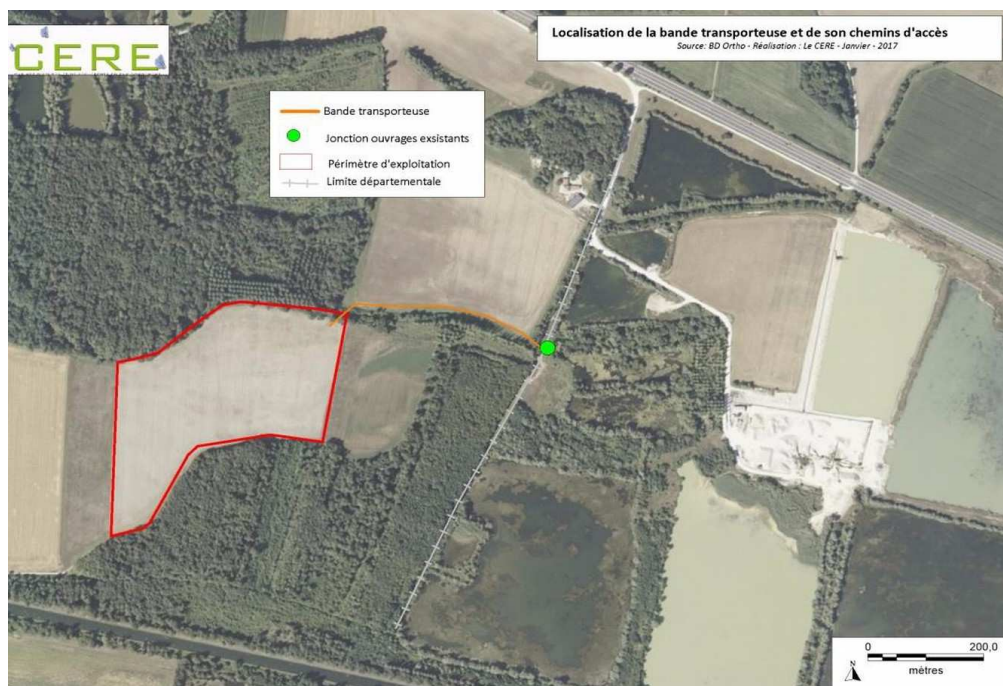 CERE
Localisation de la bande transporteuse et de son chemins d'accès
Source: BD Ortho - Réalisation : Le CERE - Janvier - 2017
Bande transporteuse
Jonction ouvrages exsistants
Périmètre d'exploitation
Limite départementale
0 200,0
mètres
N